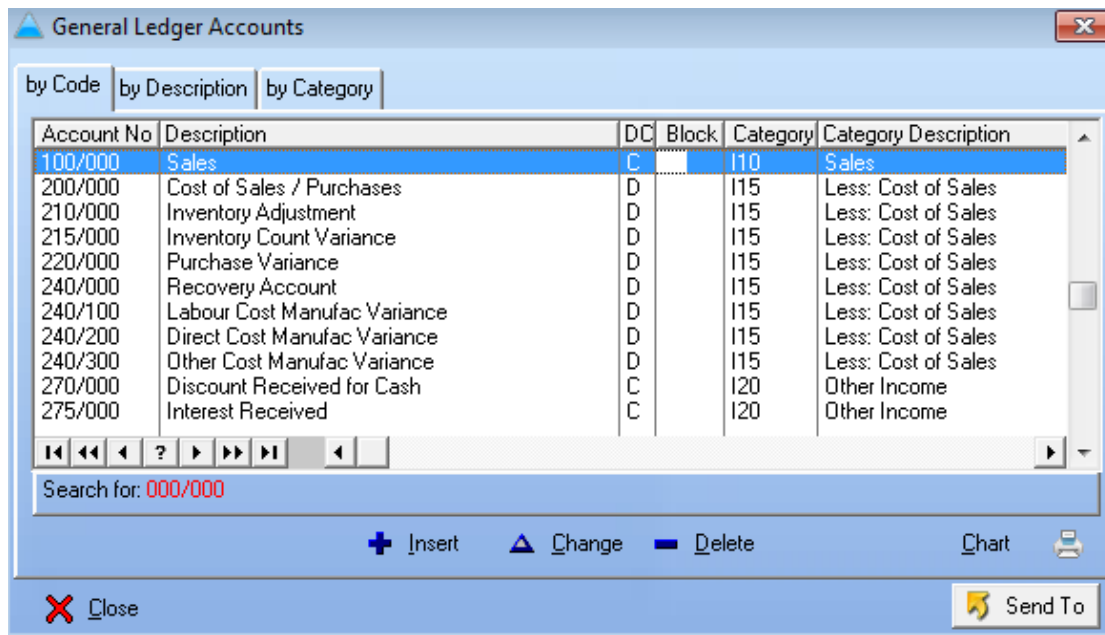 General Ledger Accounts
by Code by Description by Category
Account No Description DC Block Category Category Description
100/000 Sales C I10 Sales
200/000 Cost of Sales / Purchases D I15 Less: Cost of Sales
210/000 Inventory Adjustment D I15 Less: Cost of Sales
215/000 Inventory Count Variance D I15 Less: Cost of Sales
220/000 Purchase Variance D I15 Less: Cost of Sales
240/000 Recovery Account D I15 Less: Cost of Sales
240/100 Labour Cost Manufac Variance D I15 Less: Cost of Sales
240/200 Direct Cost Manufac Variance D I15 Less: Cost of Sales
240/300 Other Cost Manufac Variance D I15 Less: Cost of Sales
270/000 Discount Received for Cash C I20 Other Income
275/000 Interest Received C I20 Other Income
?
Search for: 000/000
Insert Change Delete Chart
Close Send To